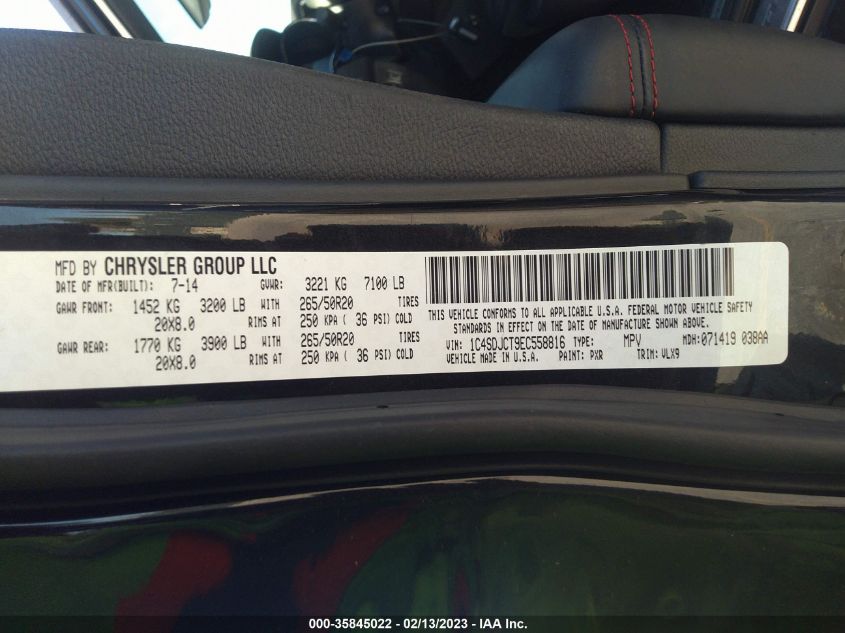 MFD BY CHRYSLER GROUP LLC
DATE OF MFR(BUILT): 7-14 GVWR: 3221 KG 7100 LB
GAWR FRONT: 1452 KG 3200 LB WITH 265/50R20 TIRES
20X8.0 RIMS AT 250 KPA ( 36 PSI) COLD
GAWR REAR: 1770 KG 3900 LB WITH 265/50R20 TIRES
20X8.0 RIMS AT 250 KPA ( 36 PSI) COLD
THIS VEHICLE CONFORMS TO ALL APPLICABLE U.S.A. FEDERAL MOTOR VEHICLE SAFETY
STANDARDS IN EFFECT ON THE DATE OF MANUFACTURE SHOWN ABOVE.
VIN: 1C4SDJCT9EC558816 TYPE: MPV MDH: 071419 038AA
VEHICLE MADE IN U.S.A. PAINT: PXR TRIM: VLX9
000-35845022 / 02/13/2023 - IAA Inc.